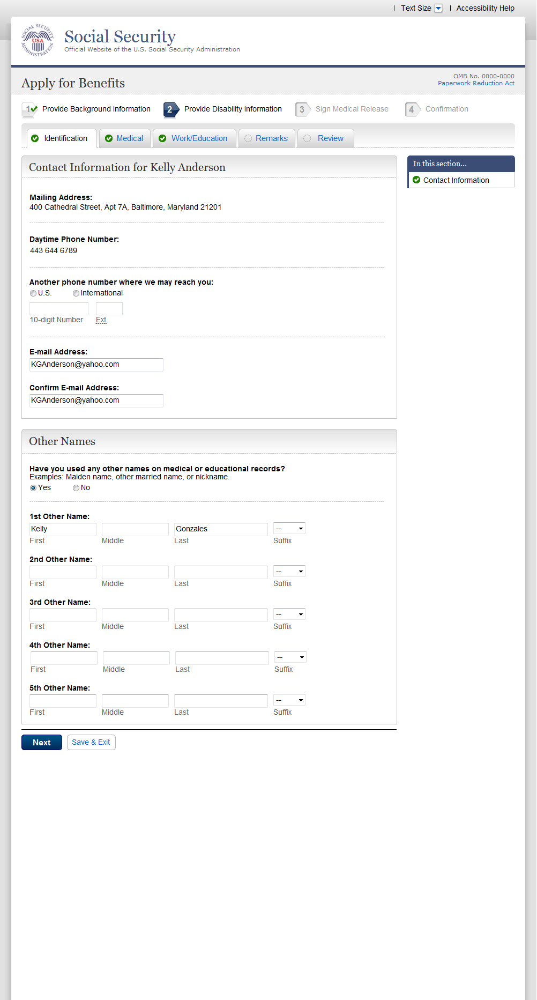 Text Size
Accessibility Help
SOCIAL SECURITY ADMINISTRATION
USA
Social Security
Official Website of the U.S. Social Security Administration
Apply for Benefits
OMB No. 0000-0000
Paperwork Reduction Act
1 Provide Background Information
2 Provide Disability Information
3 Sign Medical Release
4 Confirmation
Identification
Medical
Work/Education
Remarks
Review
Contact Information for Kelly Anderson
In this section...
Contact Information
Mailing Address:
400 Cathedral Street, Apt 7A, Baltimore, Maryland 21201
Daytime Phone Number:
443 644 6789
Another phone number where we may reach you:
U.S. International
10-digit Number Ext.
E-mail Address:
KGAnderson@yahoo.com
Confirm E-mail Address:
KGAnderson@yahoo.com
Other Names
Have you used any other names on medical or educational records?
Examples: Maiden name, other married name, or nickname.
Yes No
1st Other Name:
Kelly Gonzales --
First Middle Last Suffix
2nd Other Name:
--
First Middle Last Suffix
3rd Other Name:
--
First Middle Last Suffix
4th Other Name:
--
First Middle Last Suffix
5th Other Name:
--
First Middle Last Suffix
Next Save & Exit